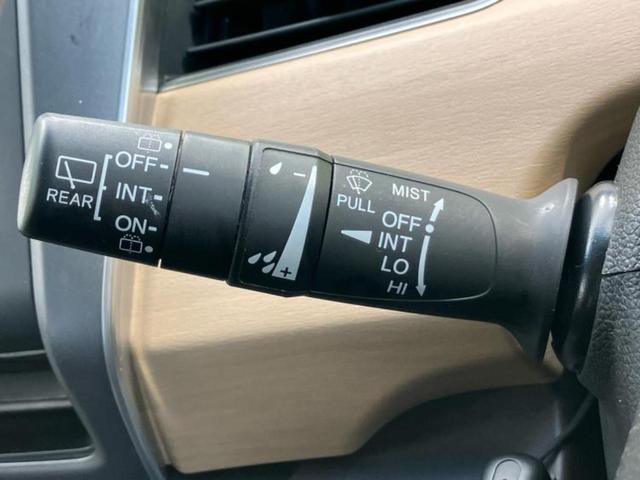 REAR
OFF
INT
ON
- 
+
PULL
MIST
OFF
INT
LO
HI